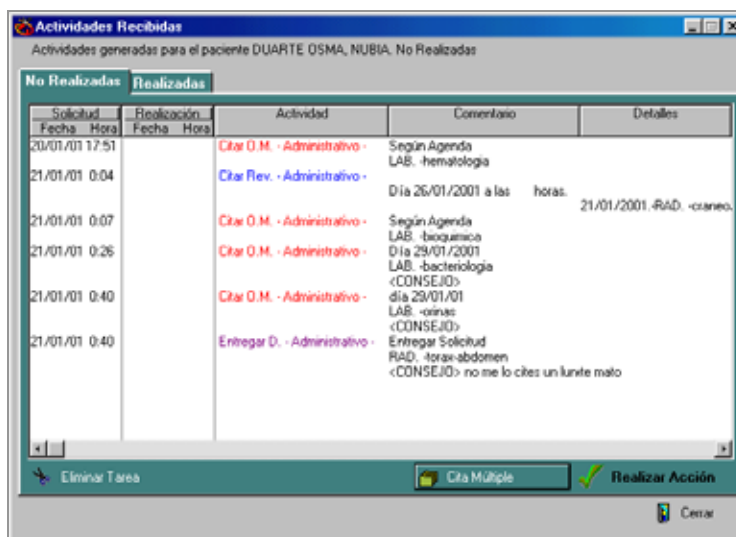 Actividades Recibidas
Actividades generadas para el paciente DUARTE OSMA, NUBIA. No Realizadas
No Realizadas Realizadas
Solicitud Realización Actividad Comentario Detalles
Fecha Hora Fecha Hora
20/01/01 17:51 Citar O.M. - Administrativo - Según Agenda
LAB. -hematologia
21/01/01 0:04 Citar Rev. - Administrativo -
Día 26/01/2001 a las horas.
21/01/2001.-RAD. -craneo.
21/01/01 0:07 Citar O.M. - Administrativo - Según Agenda
LAB. -bioquimica
21/01/01 0:26 Citar O.M. - Administrativo - Día 29/01/2001
LAB. -bacteriologia
<CONSEJO>
21/01/01 0:40 Citar O.M. - Administrativo - día 29/01/01
LAB. -orinas
<CONSEJO>
21/01/01 0:40 Entregar D. - Administrativo - Entregar Solicitud
RAD. -torax-abdomen
<CONSEJO> no me lo cites un mato
Eliminar Tarea Cita Múltiple Realizar Acción
Cerrar